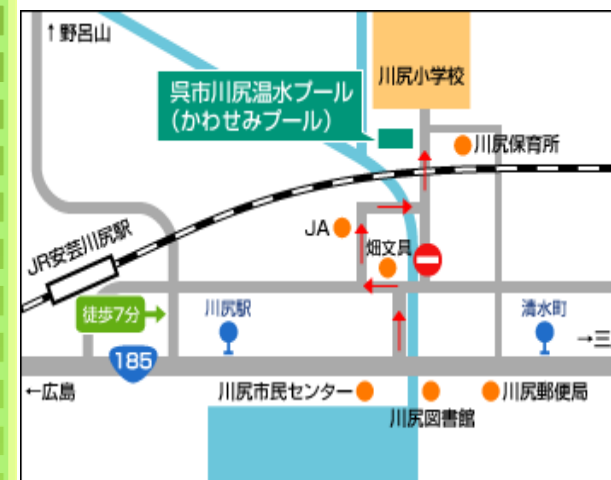 ↑野呂山
川尻小学校
呉市川尻温水プール
(かわせみプール)
川尻保育所
JA
畑文具
JR安芸川尻駅
徒歩7分
川尻駅
清水町
→三
185
←広島
川尻市民センター
川尻郵便局
川尻図書館